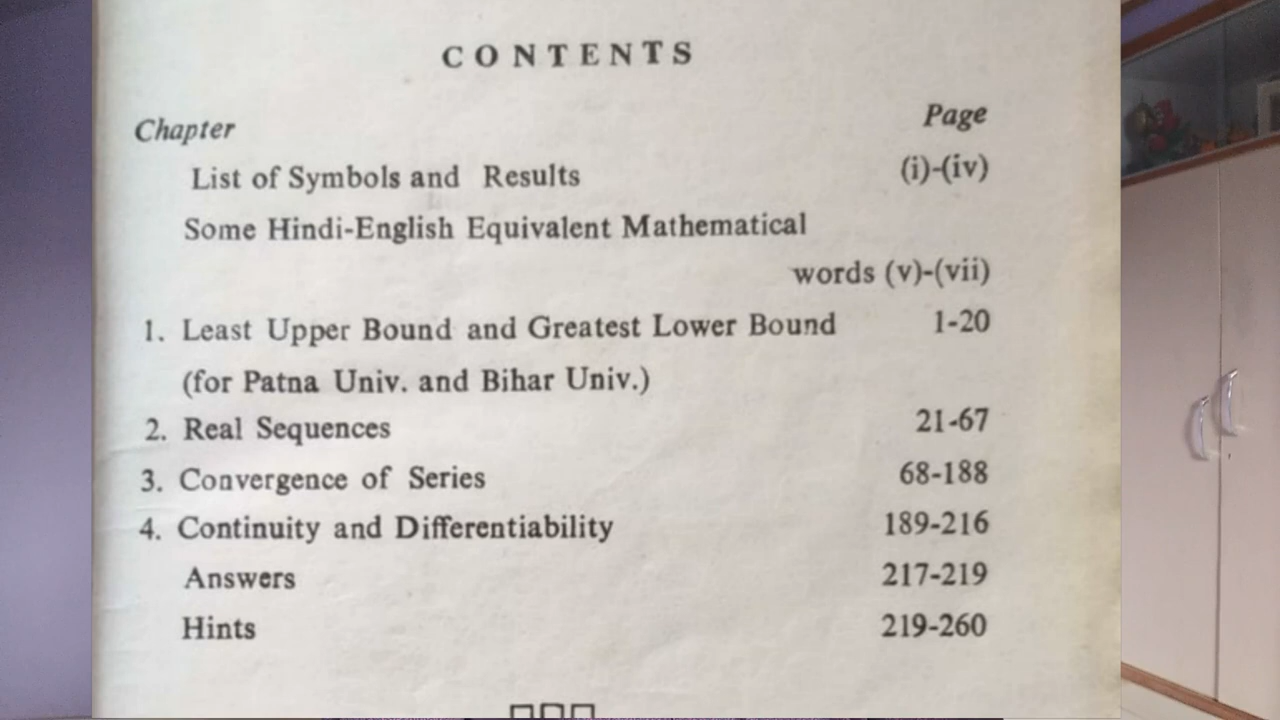 CONTENTS
Chapter Page
List of Symbols and Results (i)-(iv)
Some Hindi-English Equivalent Mathematical
words (v)-(vii)
1. Least Upper Bound and Greatest Lower Bound 1-20
(for Patna Univ. and Bihar Univ.)
2. Real Sequences 21-67
3. Convergence of Series 68-188
4. Continuity and Differentiability 189-216
Answers 217-219
Hints 219-260